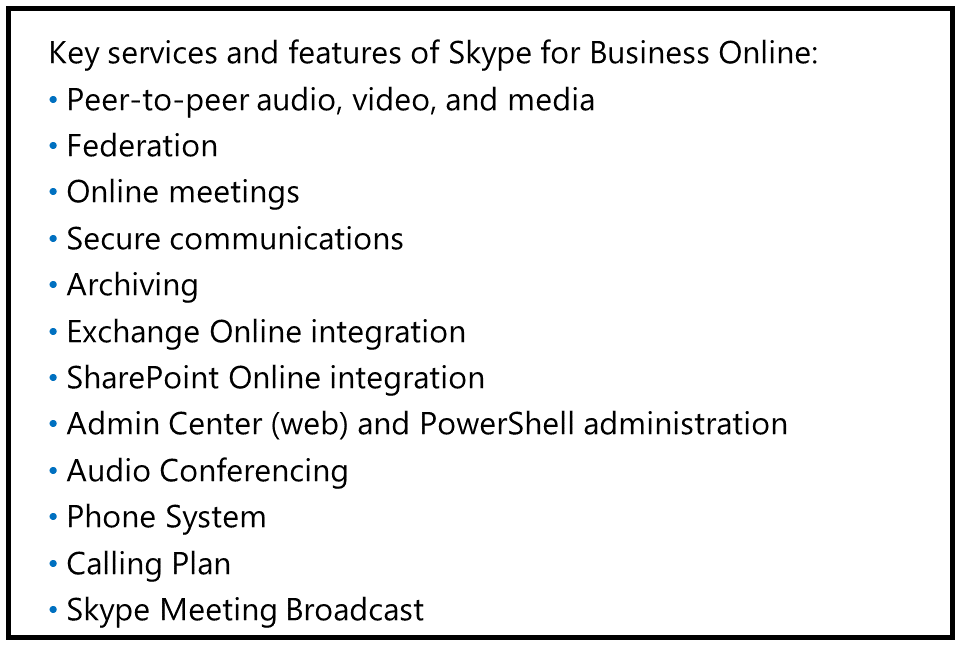 Key services and features of Skype for Business Online:
• Peer-to-peer audio, video, and media
• Federation
• Online meetings
• Secure communications
• Archiving
• Exchange Online integration
• SharePoint Online integration
• Admin Center (web) and PowerShell administration
• Audio Conferencing
• Phone System
• Calling Plan
• Skype Meeting Broadcast